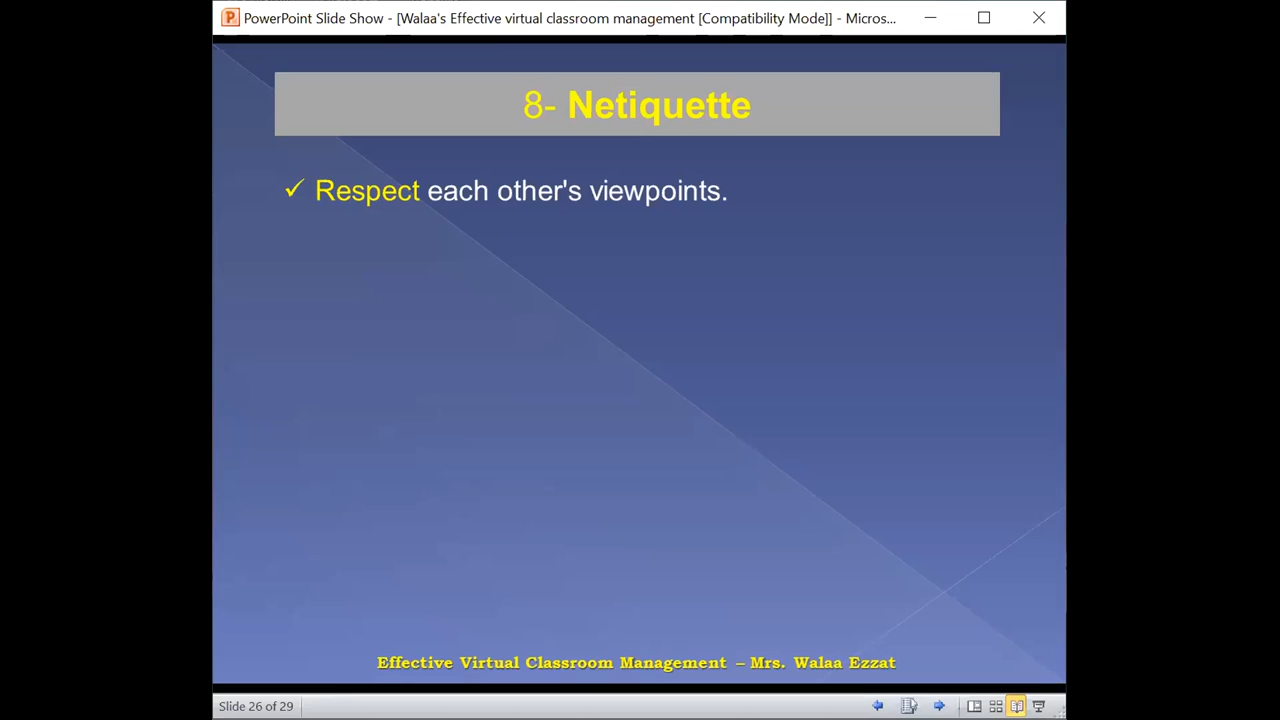 PowerPoint Slide Show - [Walaa's Effective virtual classroom management [Compatibility Mode]] - Micros...
8- Netiquette
✓ Respect each other's viewpoints.
Effective Virtual Classroom Management – Mrs. Walaa Ezzat
Slide 26 of 29